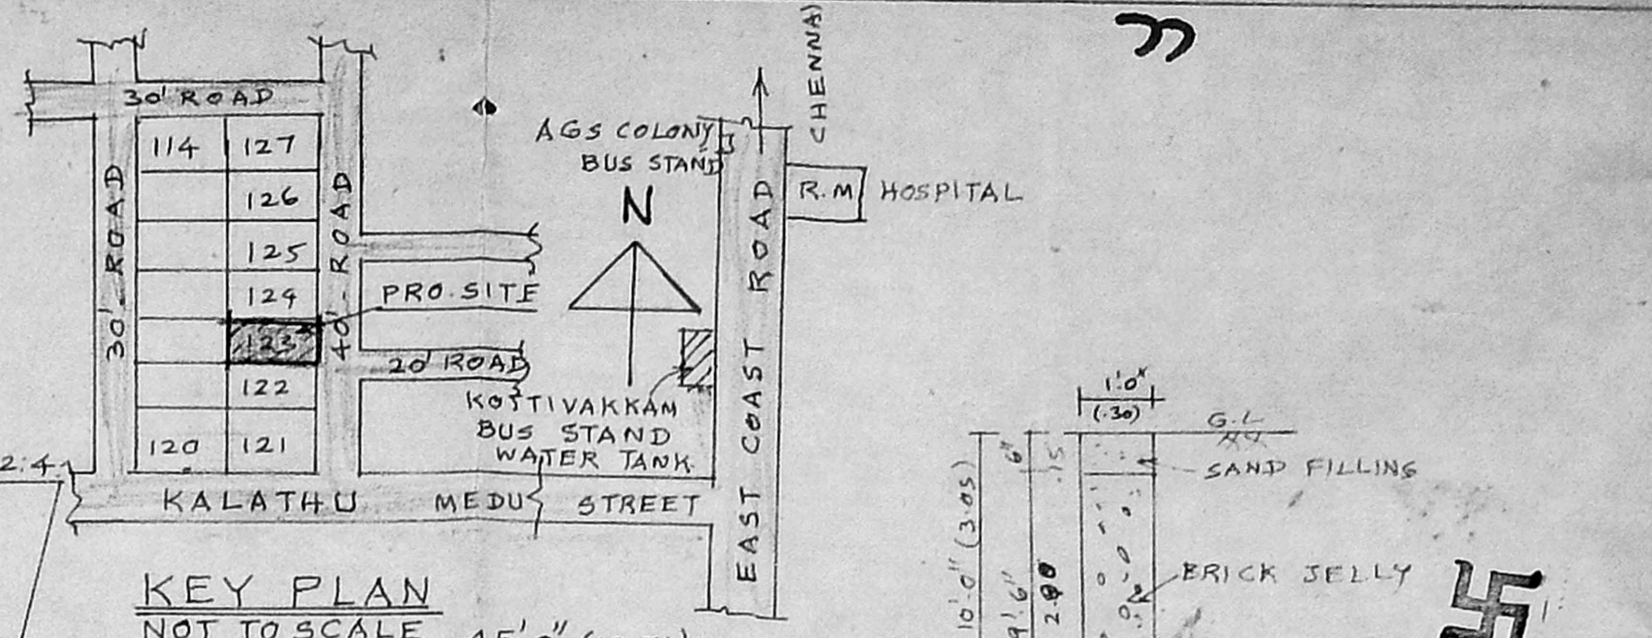 30' ROAD
114
127
126
125
124
123
122
120
121
30'-ROAD
40'-ROAD
PRO.SITE
20' ROAD
AGS COLONY
BUS STAND
N
CHENNAI
R.M HOSPITAL
EAST COAST ROAD
KOTTIVAKKAM
BUS STAND
WATER TANK
KALATHU MEDU STREET
2:4
KEY PLAN
NOT TO SCALE
1'.0"
(.30)
G.L
SAND FILLING
6"
.15
10'-0" (3.05)
9'.6"
BRICK JELLY